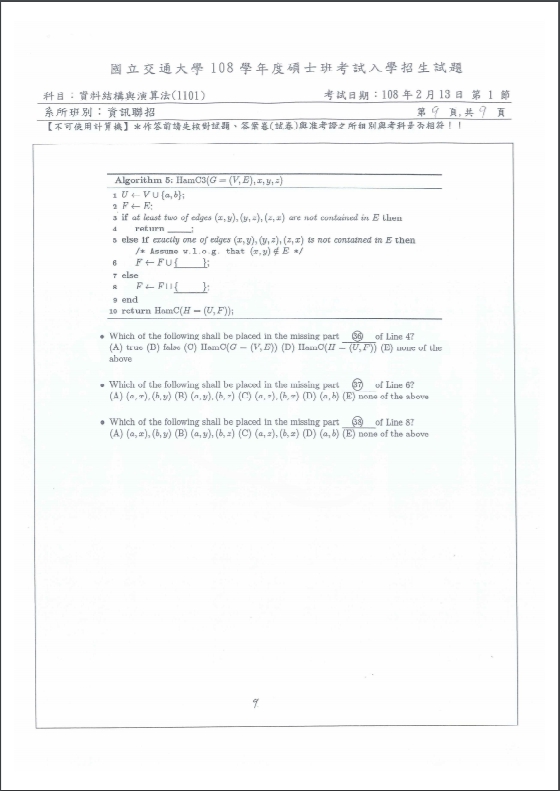 國立交通大學 108 學年度碩士班考試入學招生試題
科目：資料結構與演算法(1101) 考試日期：108 年 2 月 13 日 第 1 節
系所班別：資訊聯招 第 9 頁,共 9 頁
【不可使用計算機】*作答前請先核對試題、答案卷(試卷)與准考證之所組別與考科是否相符！！
Algorithm 5: HamC3(G = (V, E), x, y, z)
1 U ← V ∪ {a, b};
2 F ← E;
3 if at least two of edges (x, y), (y, z), (z, x) are not contained in E then
4 return ____;
5 else if exactly one of edges (x, y), (y, z), (z, x) is not contained in E then
/* Assume w.l.o.g. that (x, y) ∉ E */
6 F ← F ∪ {____};
7 else
8 F ← F ∪ {____};
9 end
10 return HamC(H = (U, F));
• Which of the following shall be placed in the missing part ㊱ of Line 4?
(A) true (B) false (C) HamC(G = (V, E)) (D) HamC(H = (U, F)) (E) none of the
above
• Which of the following shall be placed in the missing part ㊲ of Line 6?
(A) (a, x), (b, y) (B) (a, y), (b, z) (C) (a, z), (b, x) (D) (a, b) (E) none of the above
• Which of the following shall be placed in the missing part ㊳ of Line 8?
(A) (a, x), (b, y) (B) (a, y), (b, z) (C) (a, z), (b, x) (D) (a, b) (E) none of the above
9